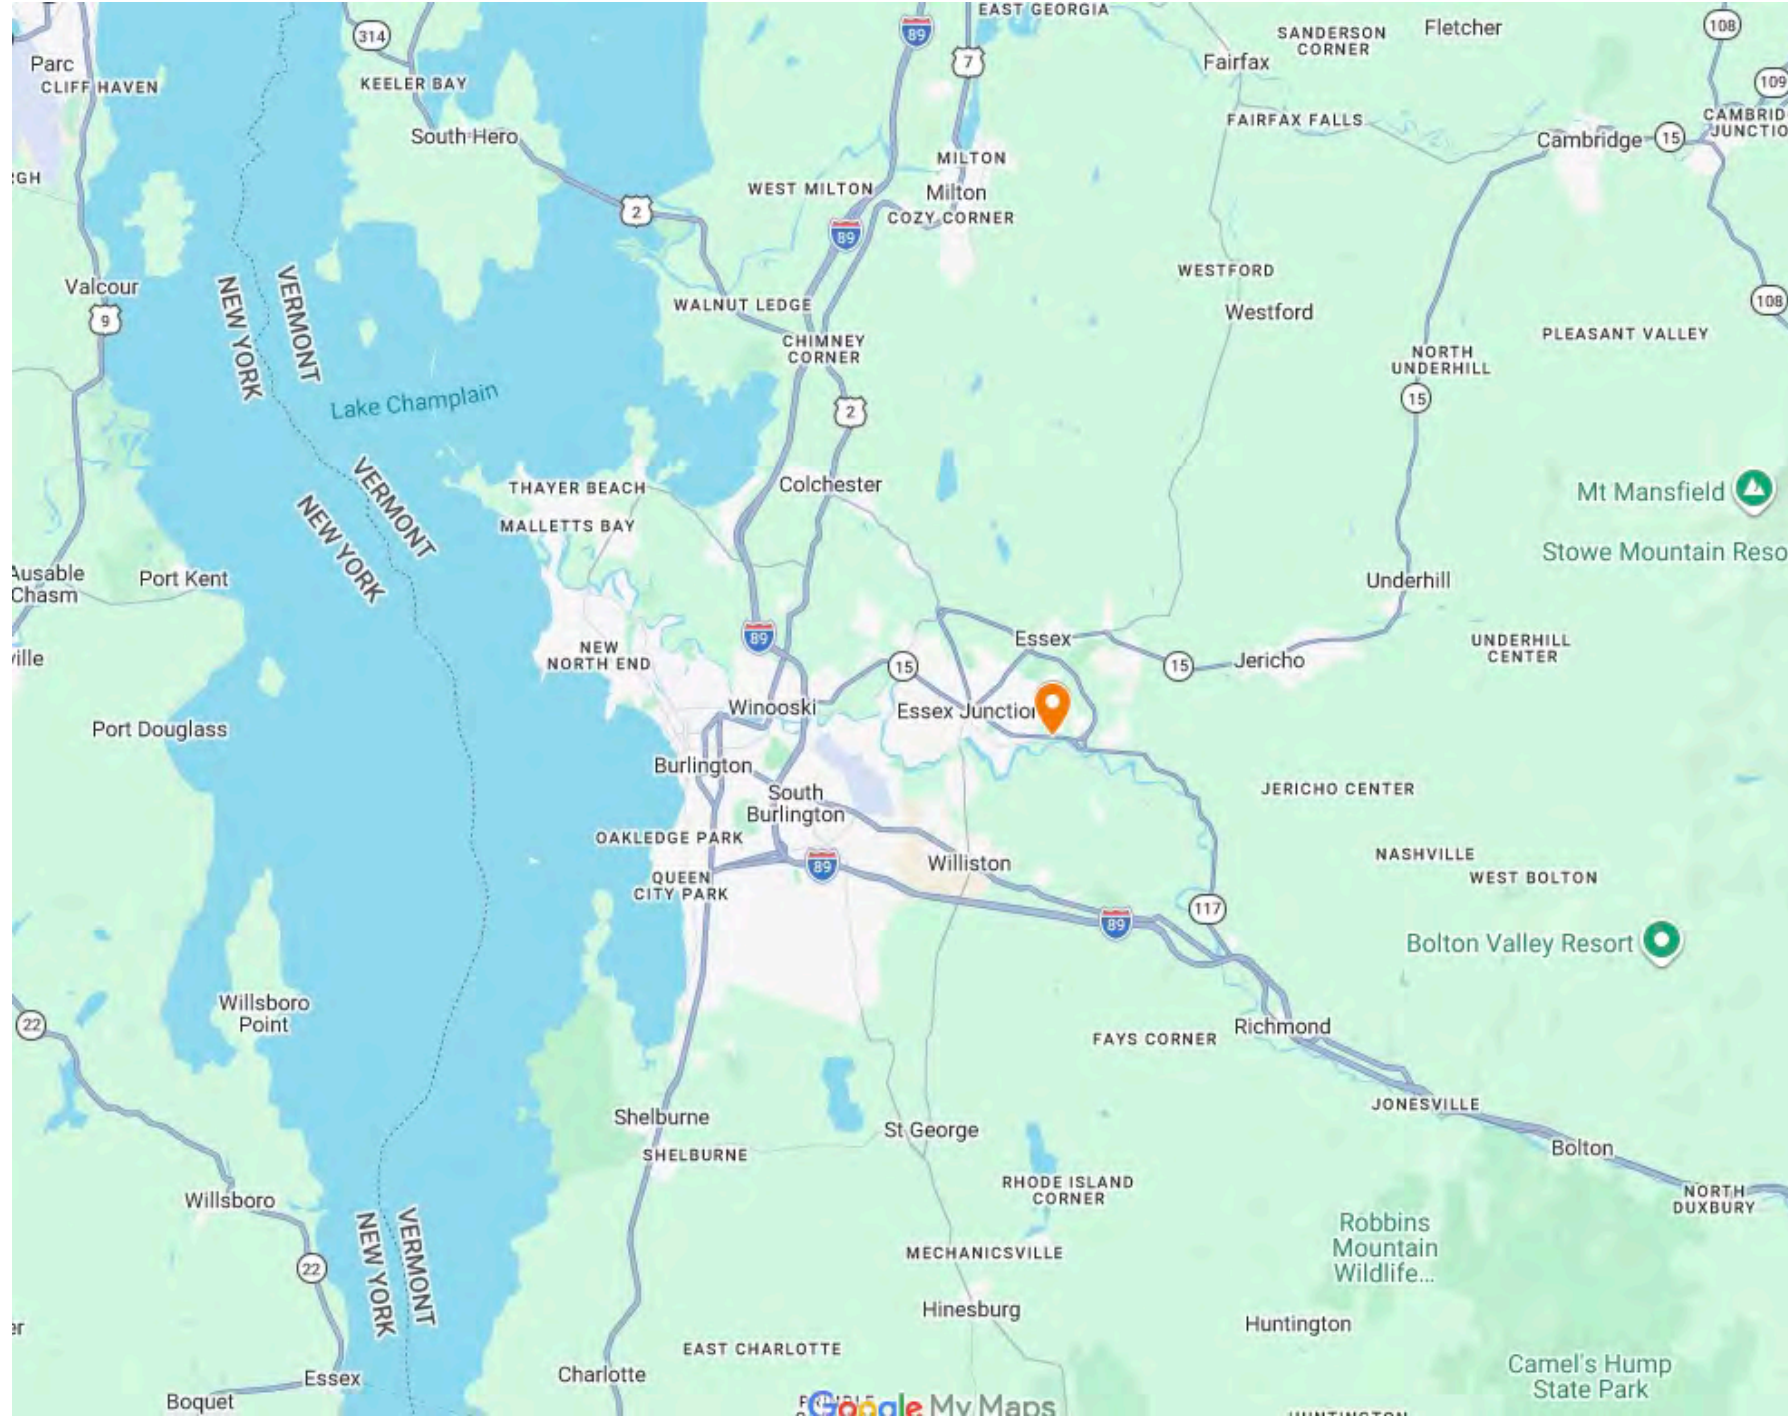 EAST GEORGIA
89
314
7
SANDERSON
CORNER
Fletcher
108
Parc
CLIFF HAVEN
KEELER BAY
Fairfax
109
South Hero
FAIRFAX FALLS
CAMBRID
JUNCTIO
Cambridge
15
MILTON
WEST MILTON
Milton
COZY CORNER
2
89
WESTFORD
Valcour
VERMONT
NEW YORK
9
WALNUT LEDGE
Westford
108
PLEASANT VALLEY
CHIMNEY
CORNER
NORTH
UNDERHILL
Lake Champlain
2
15
VERMONT
NEW YORK
THAYER BEACH
Colchester
Mt Mansfield
MALLETTS BAY
Stowe Mountain Reso
Ausable
Chasm
Port Kent
Underhill
89
Essex
NEW
NORTH END
UNDERHILL
CENTER
ville
15
15
Jericho
Winooski
Essex Junction
Port Douglass
Burlington
South
Burlington
JERICHO CENTER
OAKLEDGE PARK
89
Williston
NASHVILLE
QUEEN
CITY PARK
WEST BOLTON
117
89
Bolton Valley Resort
Willsboro
Point
22
Richmond
FAYS CORNER
Shelburne
JONESVILLE
St George
SHELBURNE
Bolton
RHODE ISLAND
CORNER
Willsboro
NORTH
DUXBURY
VERMONT
NEW YORK
Robbins
Mountain
Wildlife...
MECHANICSVILLE
22
Hinesburg
Huntington
EAST CHARLOTTE
Charlotte
Essex
Camel's Hump
State Park
Boquet
Google My Maps